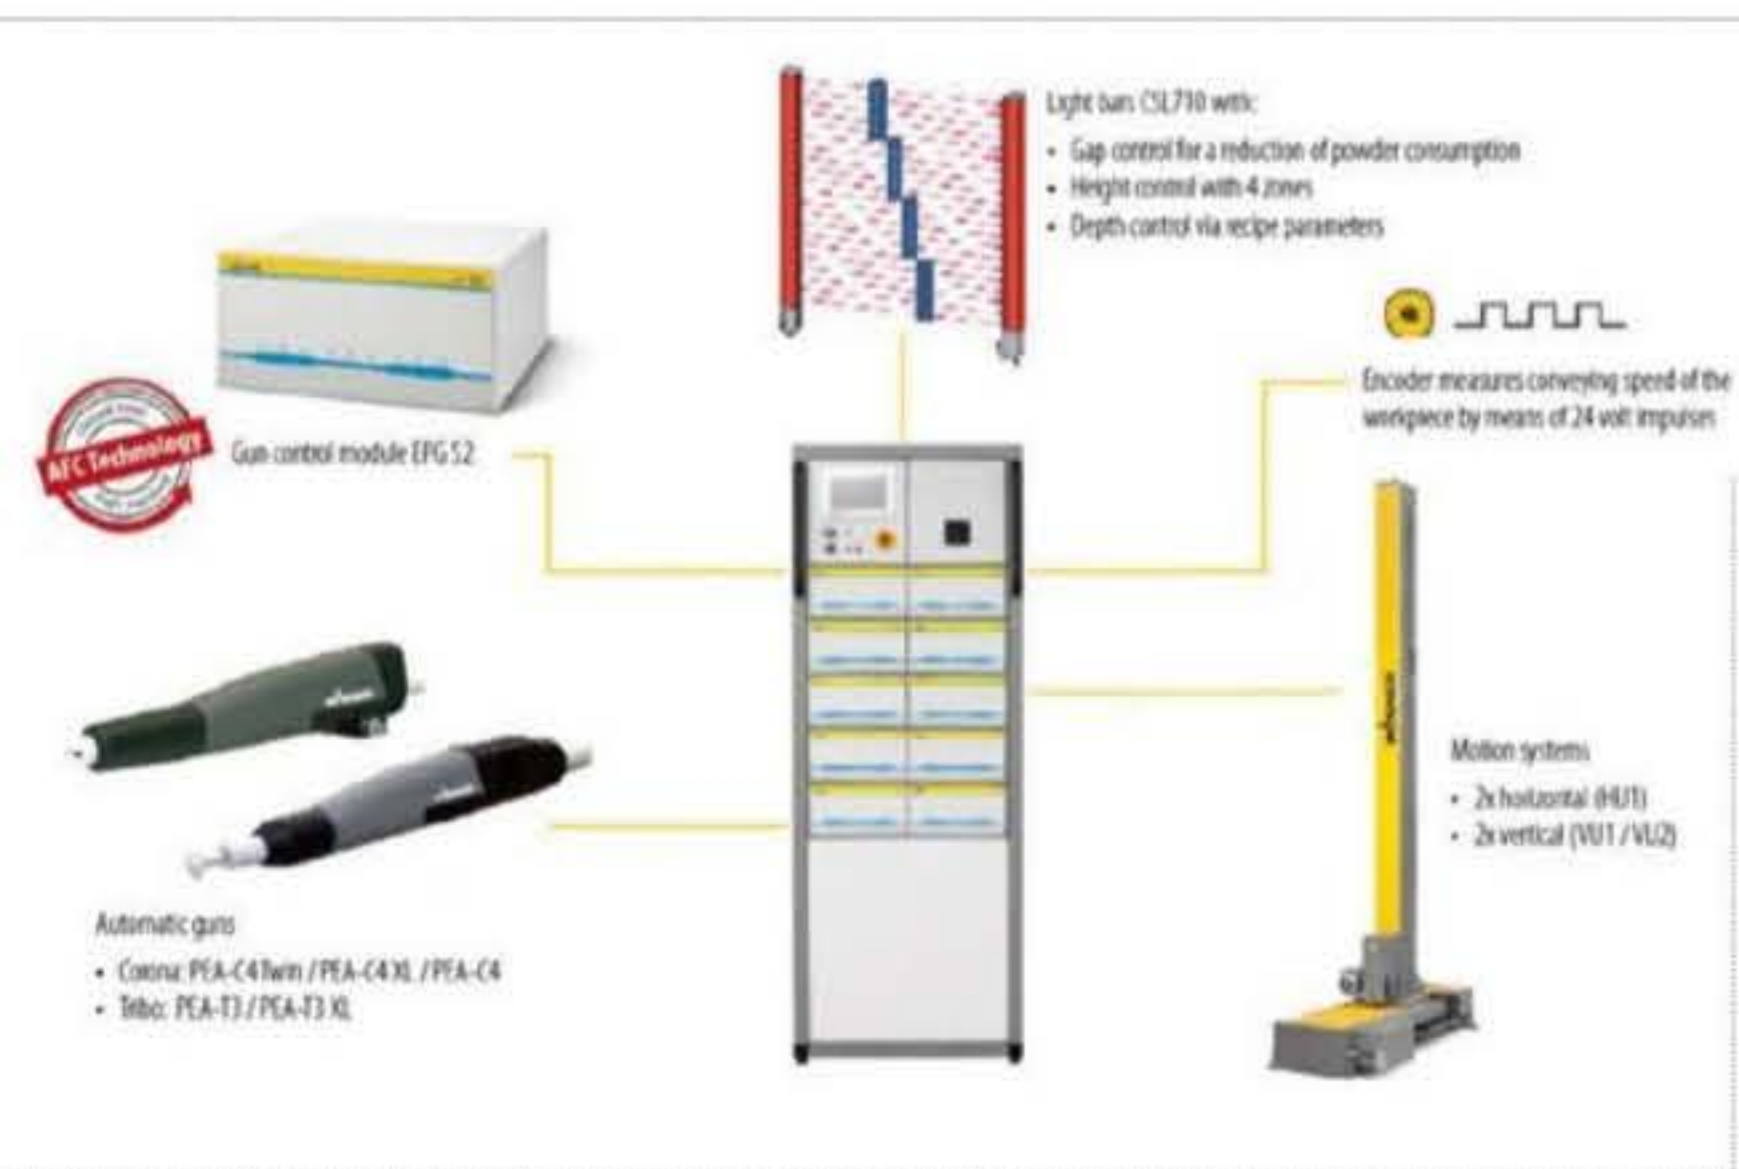 Light bars CSL710 with:
• Gap control for a reduction of powder consumption
• Height control with 4 zones
• Depth control via recipe parameters
Encoder measures conveying speed of the
workpiece by means of 24 volt impulses
AFC Technology
Gun control module EPG S2
Motion systems
• 2x horizontal (HU1)
• 2x vertical (VU1 / VU2)
Automatic guns
• Corona: PEA-C4 Twin / PEA-C4 XL / PEA-C4
• Tribo: PEA-T3 / PEA-T3 XL